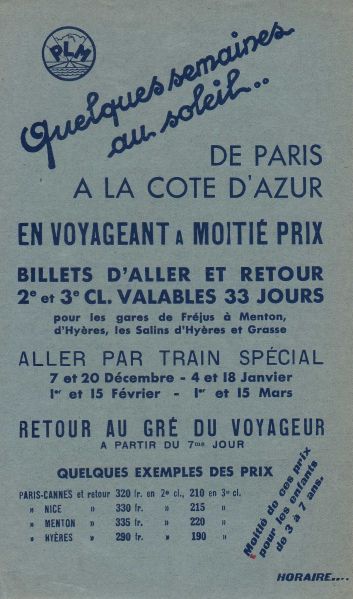 PLM
Quelques semaines
au soleil..
DE PARIS
A LA COTE D'AZUR
EN VOYAGEANT A MOITIÉ PRIX
BILLETS D'ALLER ET RETOUR
2e et 3e CL. VALABLES 33 JOURS
pour les gares de Fréjus à Menton,
d'Hyères, les Salins d'Hyères et Grasse
ALLER PAR TRAIN SPÉCIAL
7 et 20 Décembre - 4 et 18 Janvier
1er et 15 Février - 1er et 15 Mars
RETOUR AU GRÉ DU VOYAGEUR
A PARTIR DU 7me JOUR
QUELQUES EXEMPLES DES PRIX
PARIS-CANNES et retour 320 fr. en 2e cl., 210 en 3e cl.
" NICE " 330 fr. " 215 "
" MENTON " 335 fr. " 220 "
" HYÈRES " 290 fr. " 190 "
Moitié de ces prix
pour les enfants
de 3 à 7 ans.
HORAIRE....